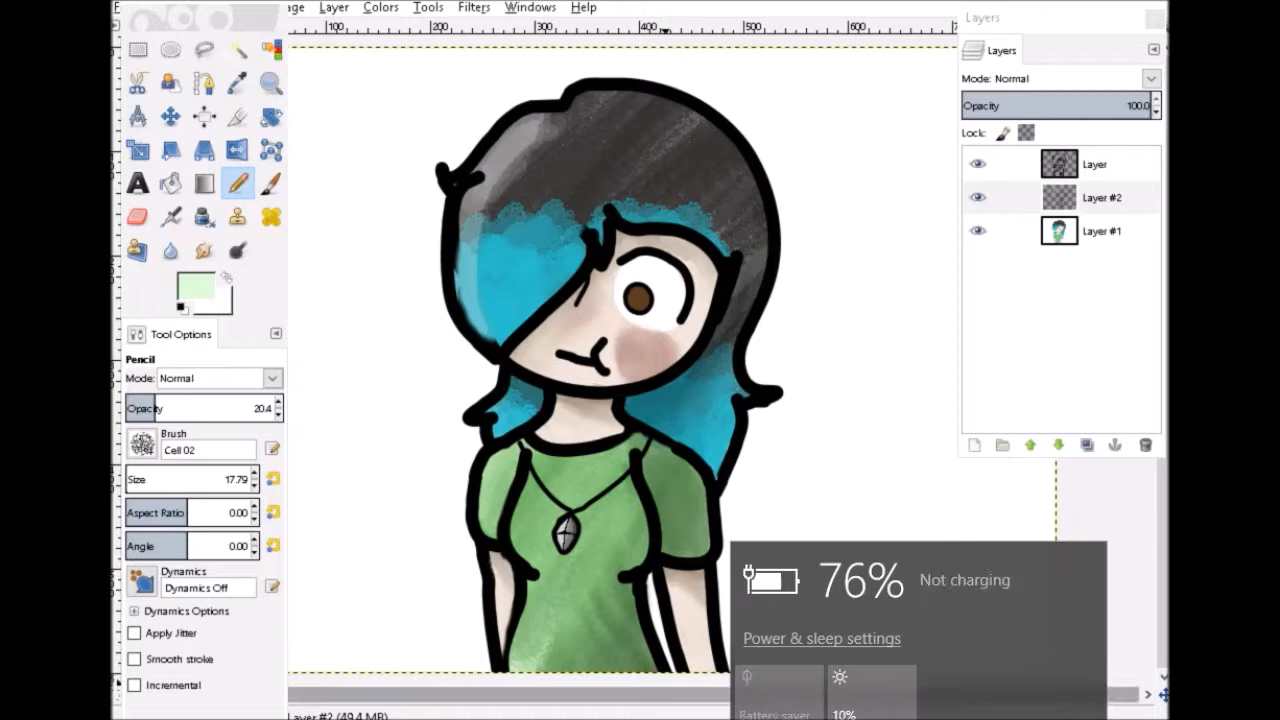 age Layer Colors Tools Filters Windows Help
100 200 300 400 500 600
Layers
Layers
Mode: Normal
Opacity 100.0
Lock:
Layer
Layer #2
Layer #1
Tool Options
Pencil
Mode: Normal
Opacity 20.4
Brush
Cell 02
Size 17.79
Aspect Ratio 0.00
Angle 0.00
Dynamics
Dynamics Off
Dynamics Options
Apply Jitter
Smooth stroke
Incremental
76% Not charging
Power & sleep settings
Battery saver
10%
Layer #2 (49.4 MB)